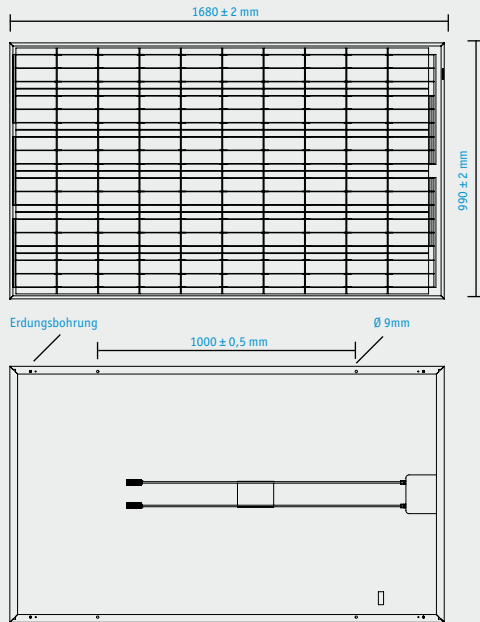 1680 ± 2 mm
990 ± 2 mm
Erdungsbohrung
Ø 9mm
1000 ± 0,5 mm